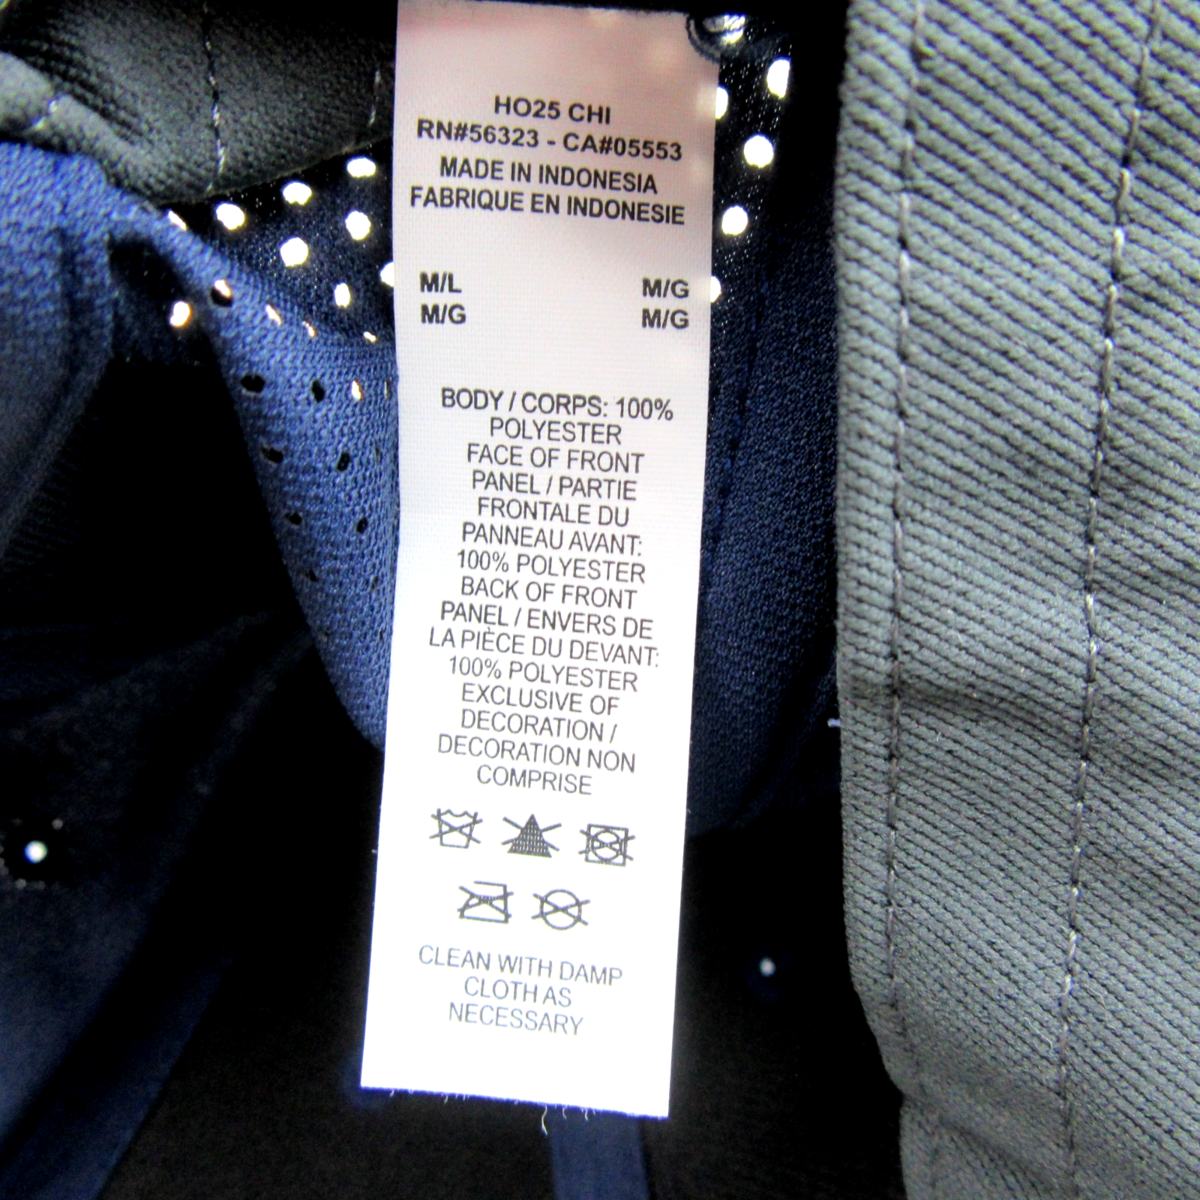 HO25 CHI
RN#56323 - CA#05553
MADE IN INDONESIA
FABRIQUE EN INDONESIE
M/L M/G
M/G M/G
BODY / CORPS: 100%
POLYESTER
FACE OF FRONT
PANEL / PARTIE
FRONTALE DU
PANNEAU AVANT:
100% POLYESTER
BACK OF FRONT
PANEL / ENVERS DE
LA PIÈCE DU DEVANT:
100% POLYESTER
EXCLUSIVE OF
DECORATION /
DECORATION NON
COMPRISE
CLEAN WITH DAMP
CLOTH AS
NECESSARY